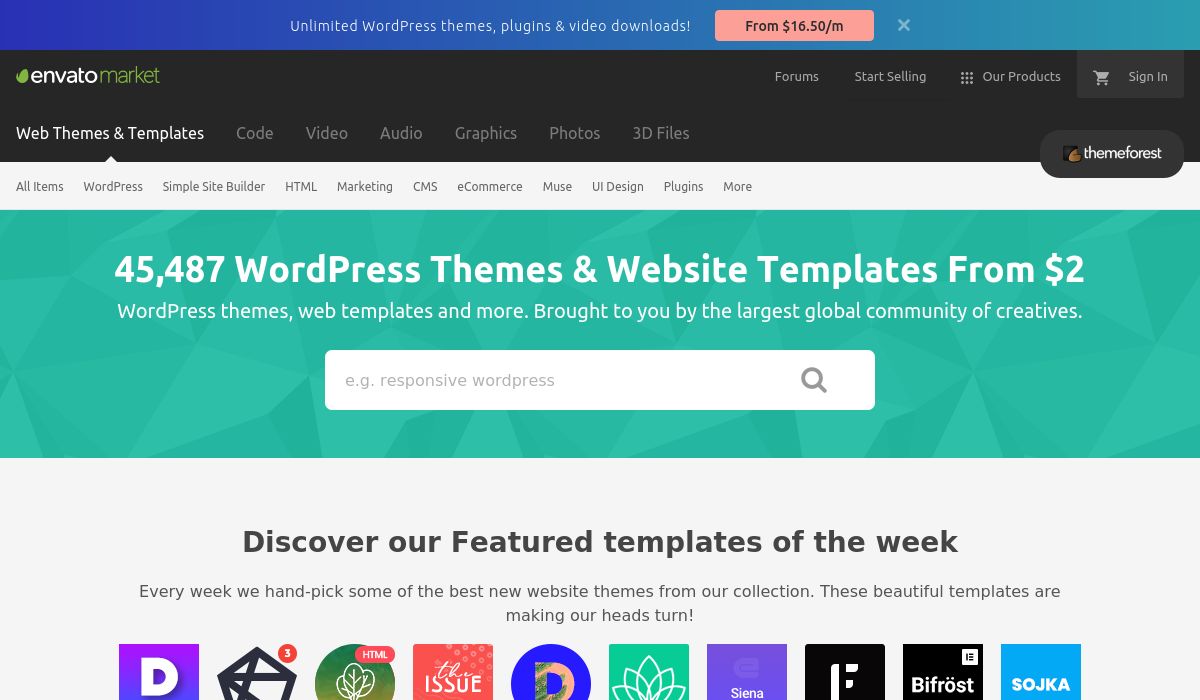 Unlimited WordPress themes, plugins & video downloads!
From $16.50/m
envatomarket
Forums
Start Selling
Our Products
Sign In
Web Themes & Templates
Code
Video
Audio
Graphics
Photos
3D Files
themeforest
All Items
WordPress
Simple Site Builder
HTML
Marketing
CMS
eCommerce
Muse
UI Design
Plugins
More
45,487 WordPress Themes & Website Templates From $2
WordPress themes, web templates and more. Brought to you by the largest global community of creatives.
e.g. responsive wordpress
Discover our Featured templates of the week
Every week we hand-pick some of the best new website themes from our collection. These beautiful templates are
making our heads turn!
D
3
HTML
the
ISSUE
D
Siena
F
Bifröst
SOJKA